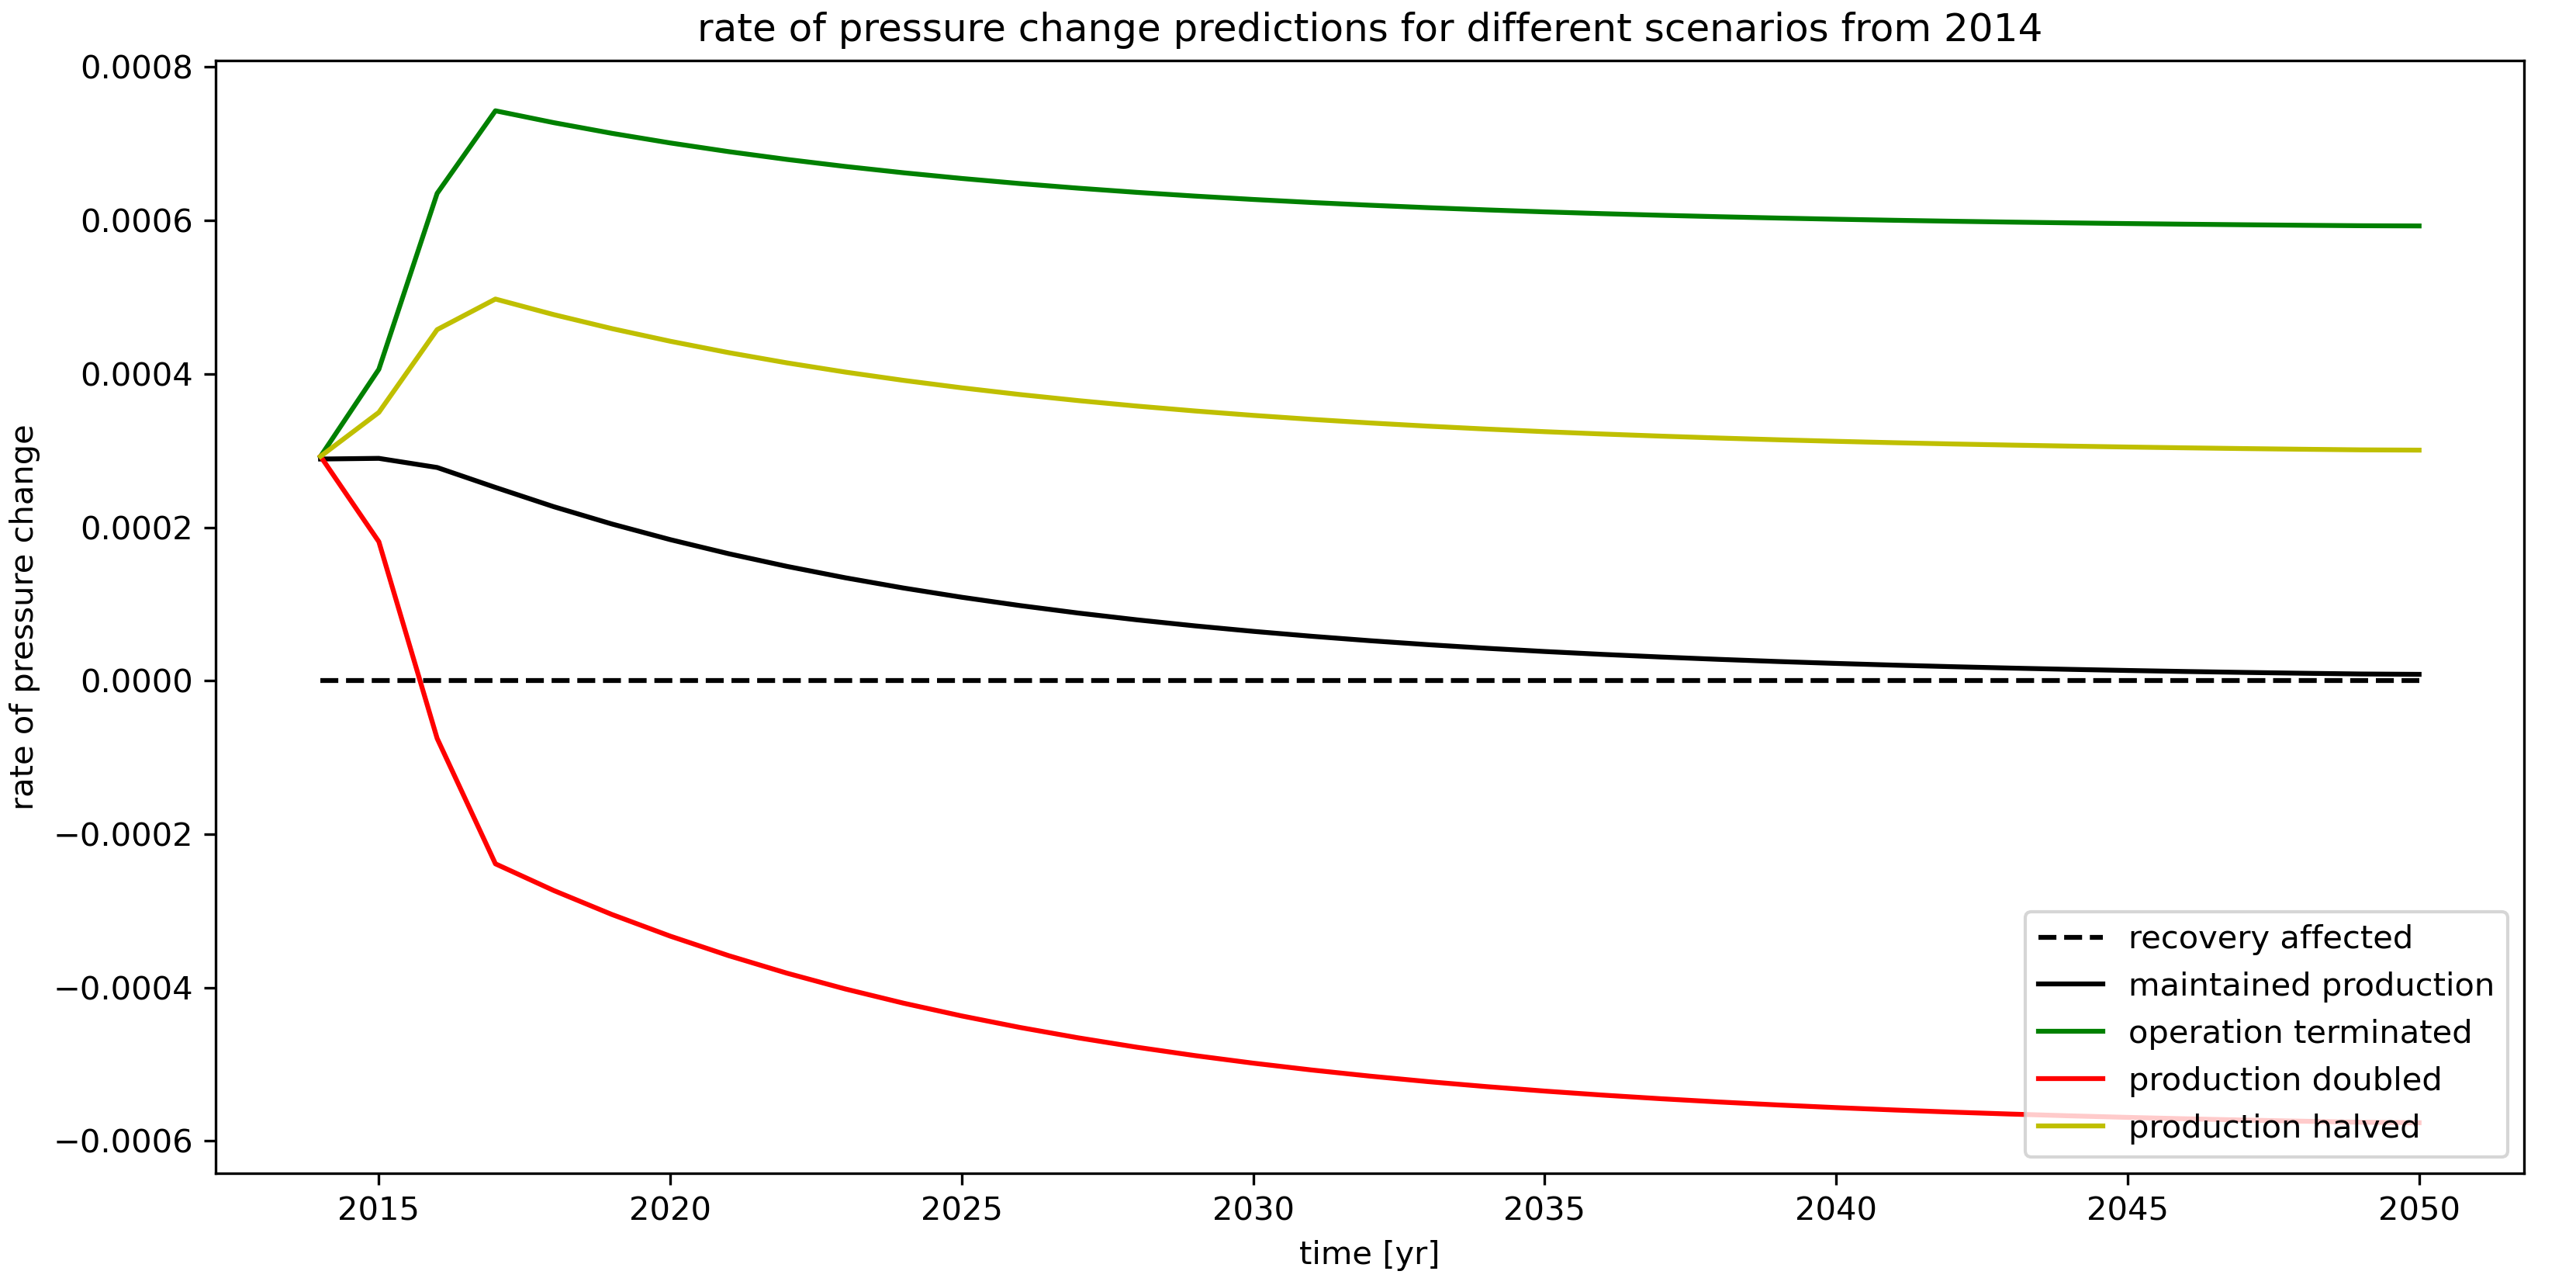 rate of pressure change predictions for different scenarios from 2014
0.0008
0.0006
0.0004
0.0002
0.0000
−0.0002
−0.0004
−0.0006
rate of pressure change
recovery affected
maintained production
operation terminated
production doubled
production halved
2015 2020 2025 2030 2035 2040 2045 2050
time [yr]